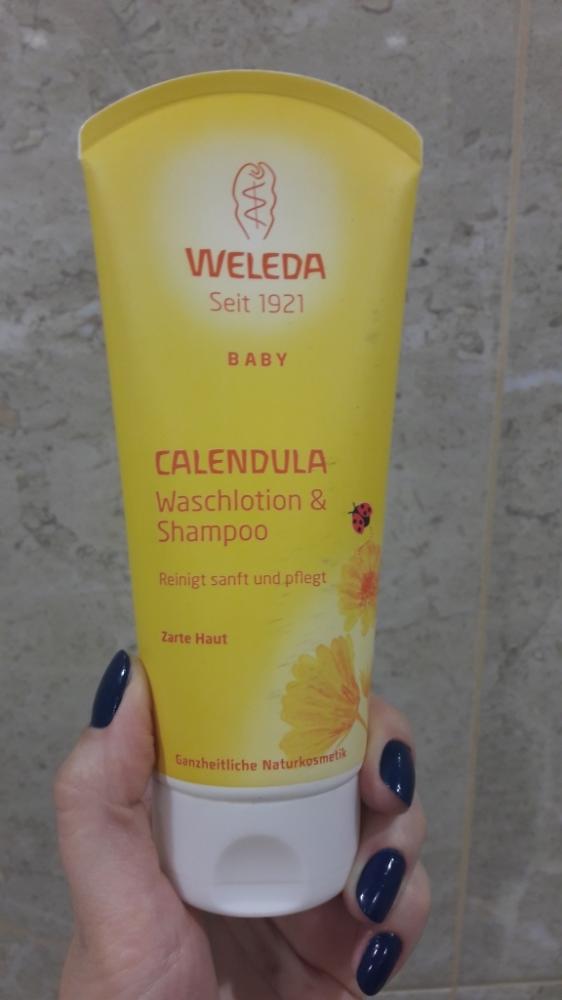 WELEDA
Seit 1921
BABY
CALENDULA
Waschlotion &
Shampoo
Reinigt sanft und pflegt
Zarte Haut
Ganzheitliche Naturkosmetik